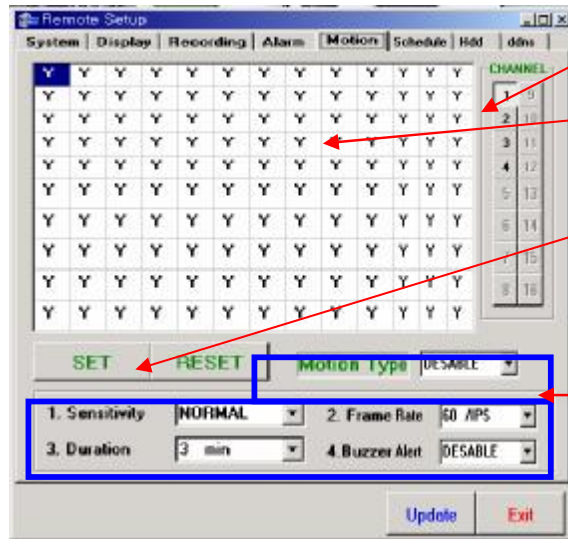 Remote Setup
System Display Recording Alarm Motion Schedule Hdd ddns
Y Y Y Y Y Y Y Y Y Y Y Y Y
Y Y Y Y Y Y Y Y Y Y Y Y Y
Y Y Y Y Y Y Y Y Y Y Y Y Y
Y Y Y Y Y Y Y Y Y Y Y Y Y
Y Y Y Y Y Y Y Y Y Y Y Y Y
Y Y Y Y Y Y Y Y Y Y Y Y Y
Y Y Y Y Y Y Y Y Y Y Y Y Y
Y Y Y Y Y Y Y Y Y Y Y Y Y
Y Y Y Y Y Y Y Y Y Y Y Y Y
Y Y Y Y Y Y Y Y Y Y Y Y Y
CHANNEL
1 9
2 10
3 11
4 12
5 13
6 14
7 15
8 16
SET RESET Motion Type DESABLE
1. Sensitivity NORMAL 2. Frame Rate 60 /IPS
3. Duration 3 min 4. Buzzer Alert DESABLE
Update Exit